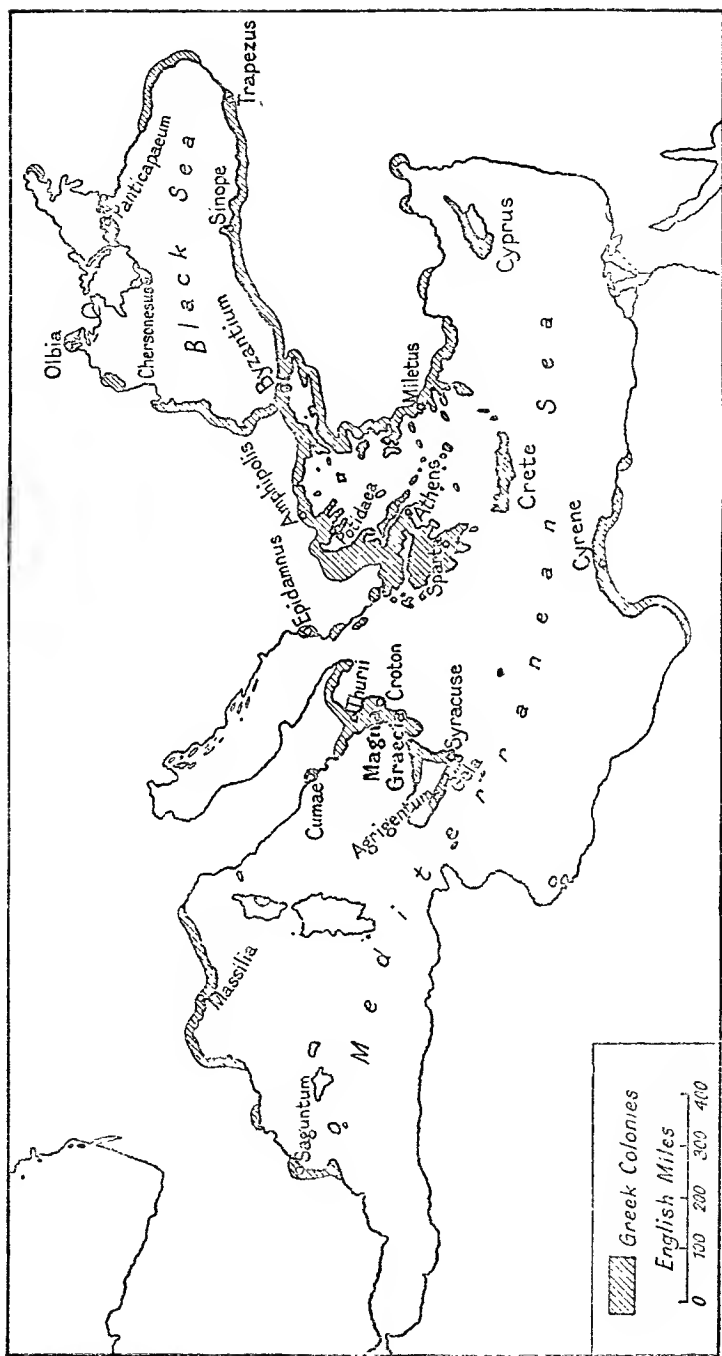 Olbia
Panticapaeum
Chersonesus
Black Sea
Trapezus
Sinope
Byzantium
Amphipolis
Potidaea
Epidamnus
Miletus
Athens
Sparta
Cyprus
Crete
Cyrene
Thurii
Croton
Magna
Graecia
Cumae
Syracuse
Gela
Agrigentum
Massilia
Saguntum
Mediterranean Sea
Greek Colonies
English Miles
0 100 200 300 400